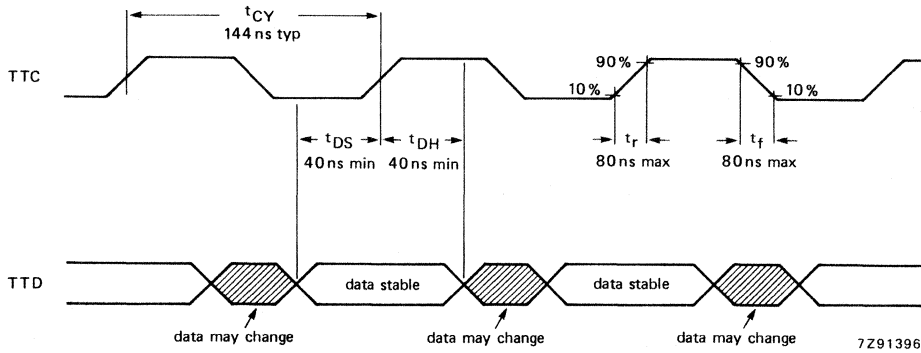 tCY
144 ns typ
TTC
90%
10%
90%
10%
tDS
40 ns min
tDH
40 ns min
tr
80 ns max
tf
80 ns max
TTD
data stable
data stable
data may change
data may change
data may change
7Z91396